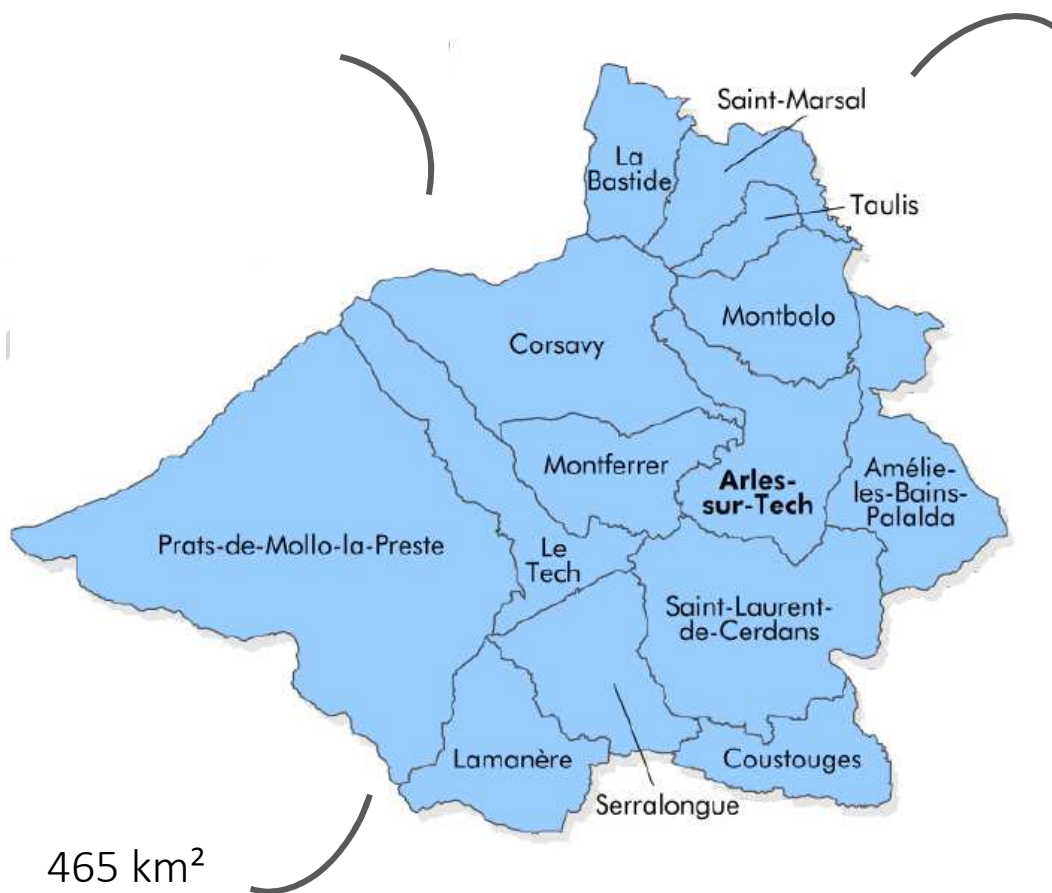 Saint-Marsal
La
Bastide
Taulis
Montbolo
Corsavy
Montferrer
Arles-
sur-Tech
Amélie-
les-Bains-
Palalda
Prats-de-Mollo-la-Preste
Le
Tech
Saint-Laurent-
de-Cerdans
Lamanère
Coustouges
Serralongue
465 km²